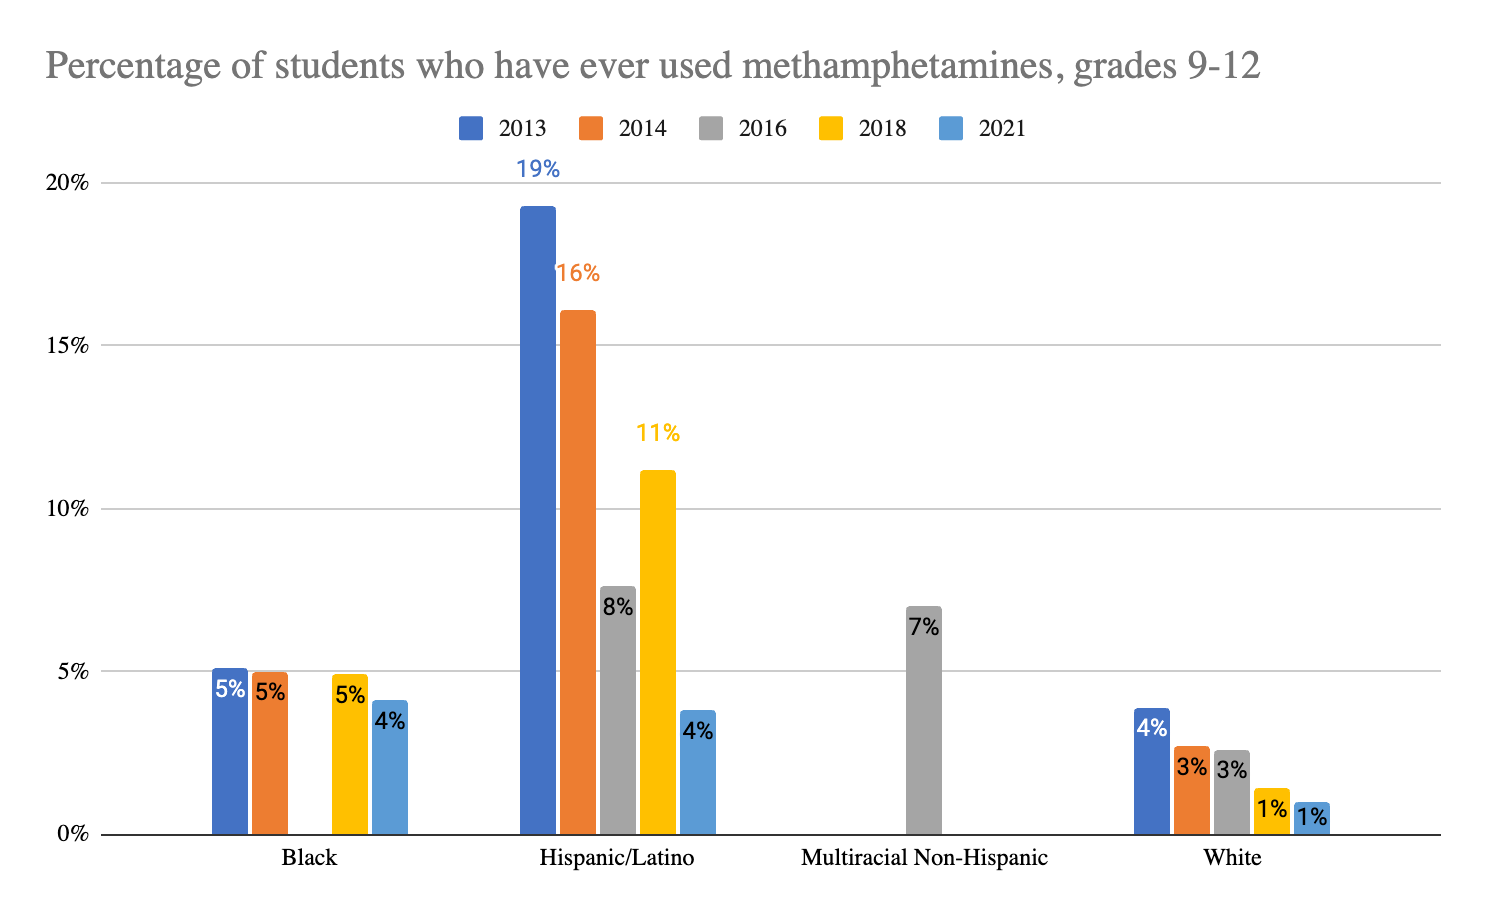 Percentage of students who have ever used methamphetamines, grades 9-12
2013 2014 2016 2018 2021
19%
20%
16%
15%
11%
10%
8%
7%
5%
5% 5% 5% 4% 4% 4% 3% 3% 1% 1%
0%
Black Hispanic/Latino Multiracial Non-Hispanic White